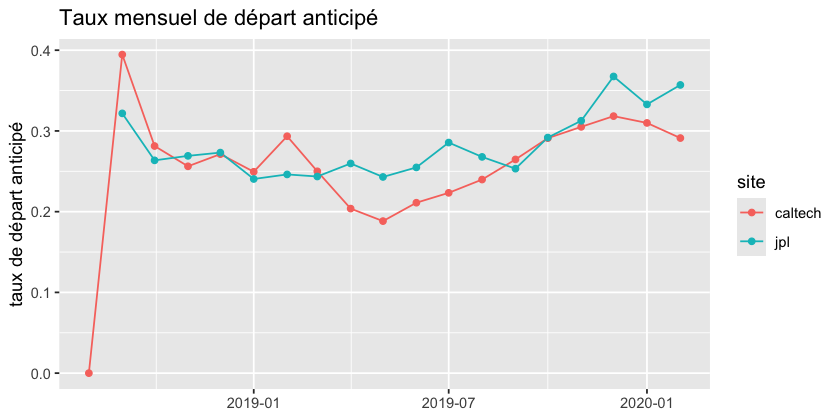 Taux mensuel de départ anticipé
taux de départ anticipé
0.4
0.3
0.2
0.1
0.0
2019-01
2019-07
2020-01
site
caltech
jpl